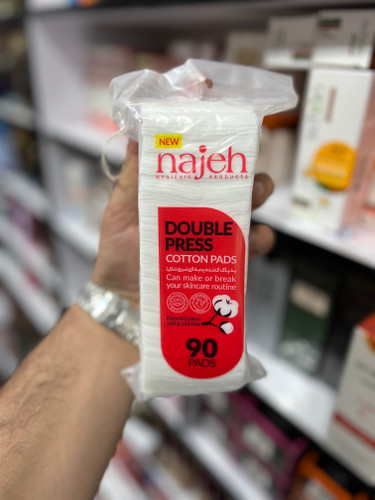 NEW
najeh
HYGIENIC PRODUCTS
DOUBLE
PRESS
COTTON PADS
Can make or break
your skincare routine
90
PADS